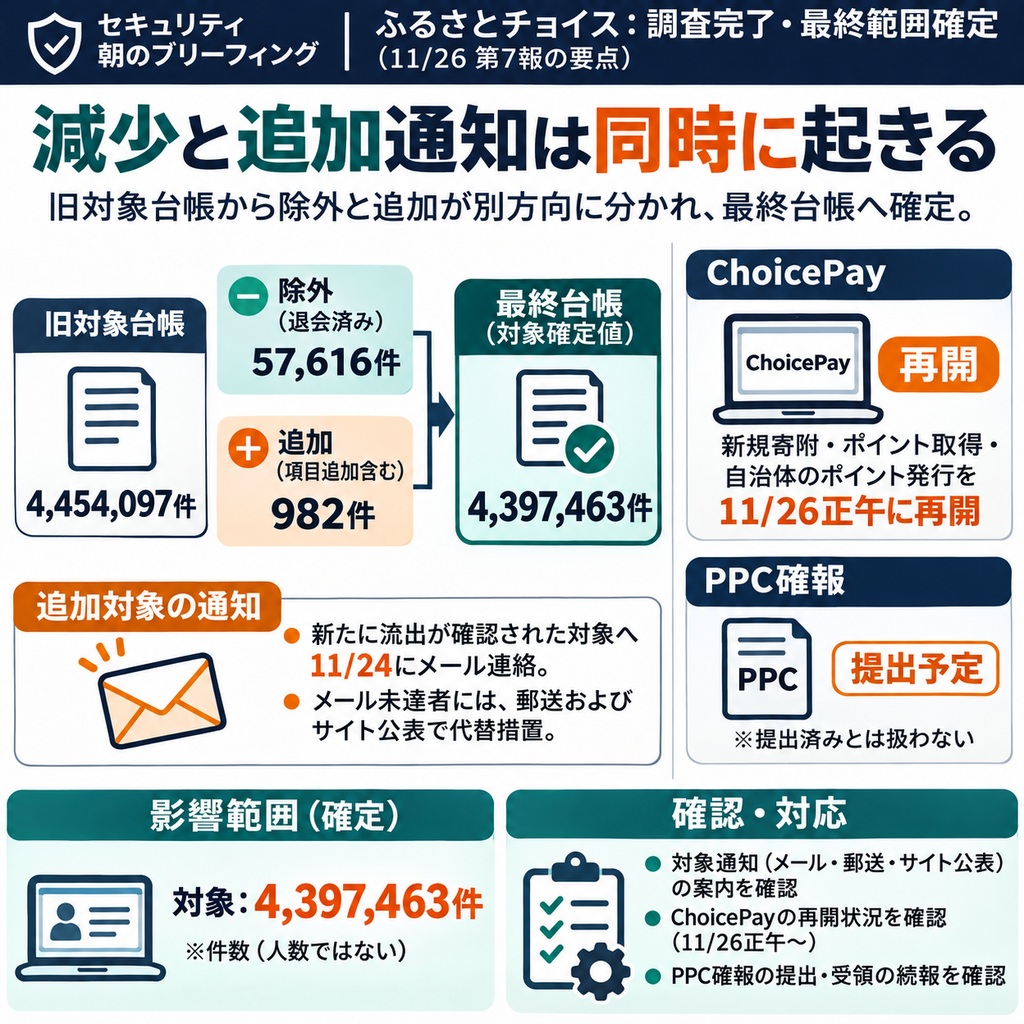 セキュリティ
朝のブリーフィング
ふるさとチョイス：調査完了・最終範囲確定
（11/26 第7報の要点）
減少と追加通知は同時に起きる
旧対象台帳から除外と追加が別方向に分かれ、最終台帳へ確定。
旧対象台帳
4,454,097件
除外
（退会済み）
57,616件
追加
（項目追加含む）
982件
最終台帳
（対象確定値）
4,397,463件
ChoicePay
ChoicePay
再開
新規寄附・ポイント取得・
自治体のポイント発行を
11/26正午に再開
PPC確報
PPC
提出予定
※提出済みとは扱わない
追加対象の通知
● 新たに流出が確認された対象へ
11/24にメール連絡。
● メール未達者には、郵送および
サイト公表で代替措置。
影響範囲（確定）
対象：4,397,463件
※件数（人数ではない）
確認・対応
● 対象通知（メール・郵送・サイト公表）
の案内を確認
● ChoicePayの再開状況を確認
（11/26正午～）
● PPC確報の提出・受領の続報を確認